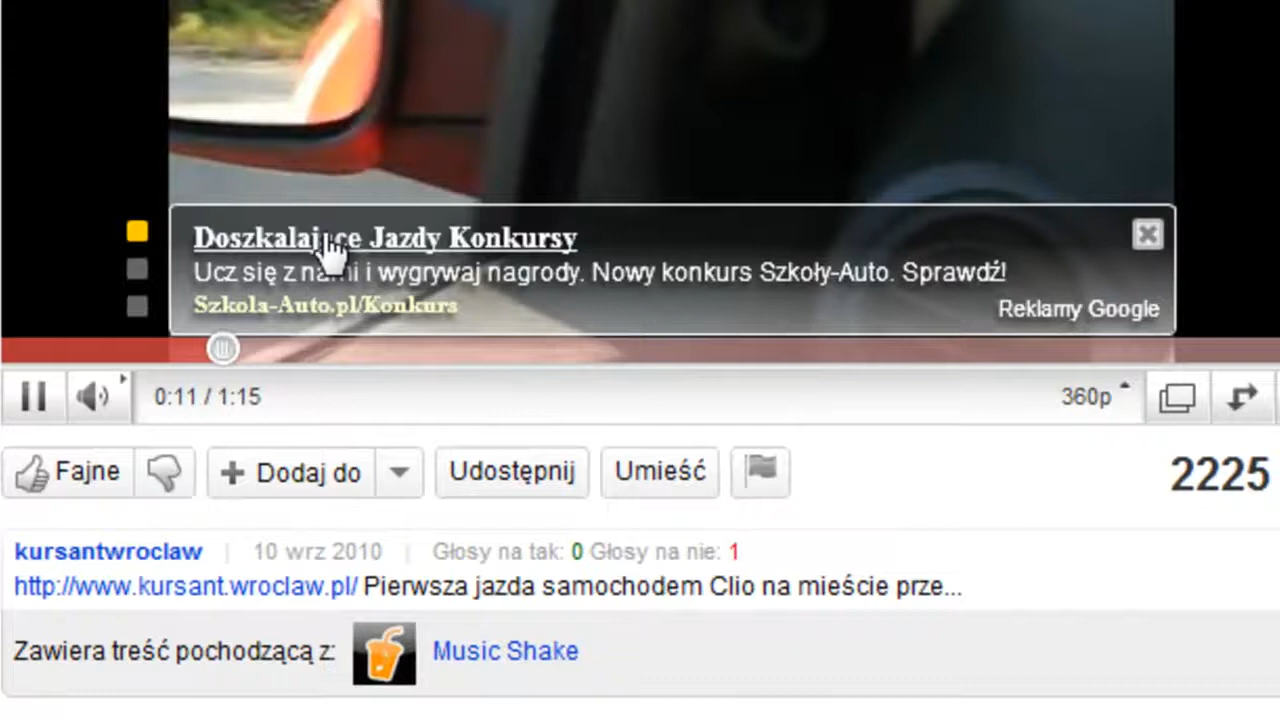 Doszkalające Jazdy Konkursy
Ucz się z nami i wygrywaj nagrody. Nowy konkurs Szkoły-Auto. Sprawdź!
Szkola-Auto.pl/Konkurs
Reklamy Google
0:11 / 1:15
360p
Fajne
Dodaj do
Udostępnij
Umieść
2225
kursantwroclaw | 10 wrz 2010 | Głosy na tak: 0 Głosy na nie: 1
http://www.kursant.wroclaw.pl/ Pierwsza jazda samochodem Clio na mieście prze...
Zawiera treść pochodzącą z: Music Shake